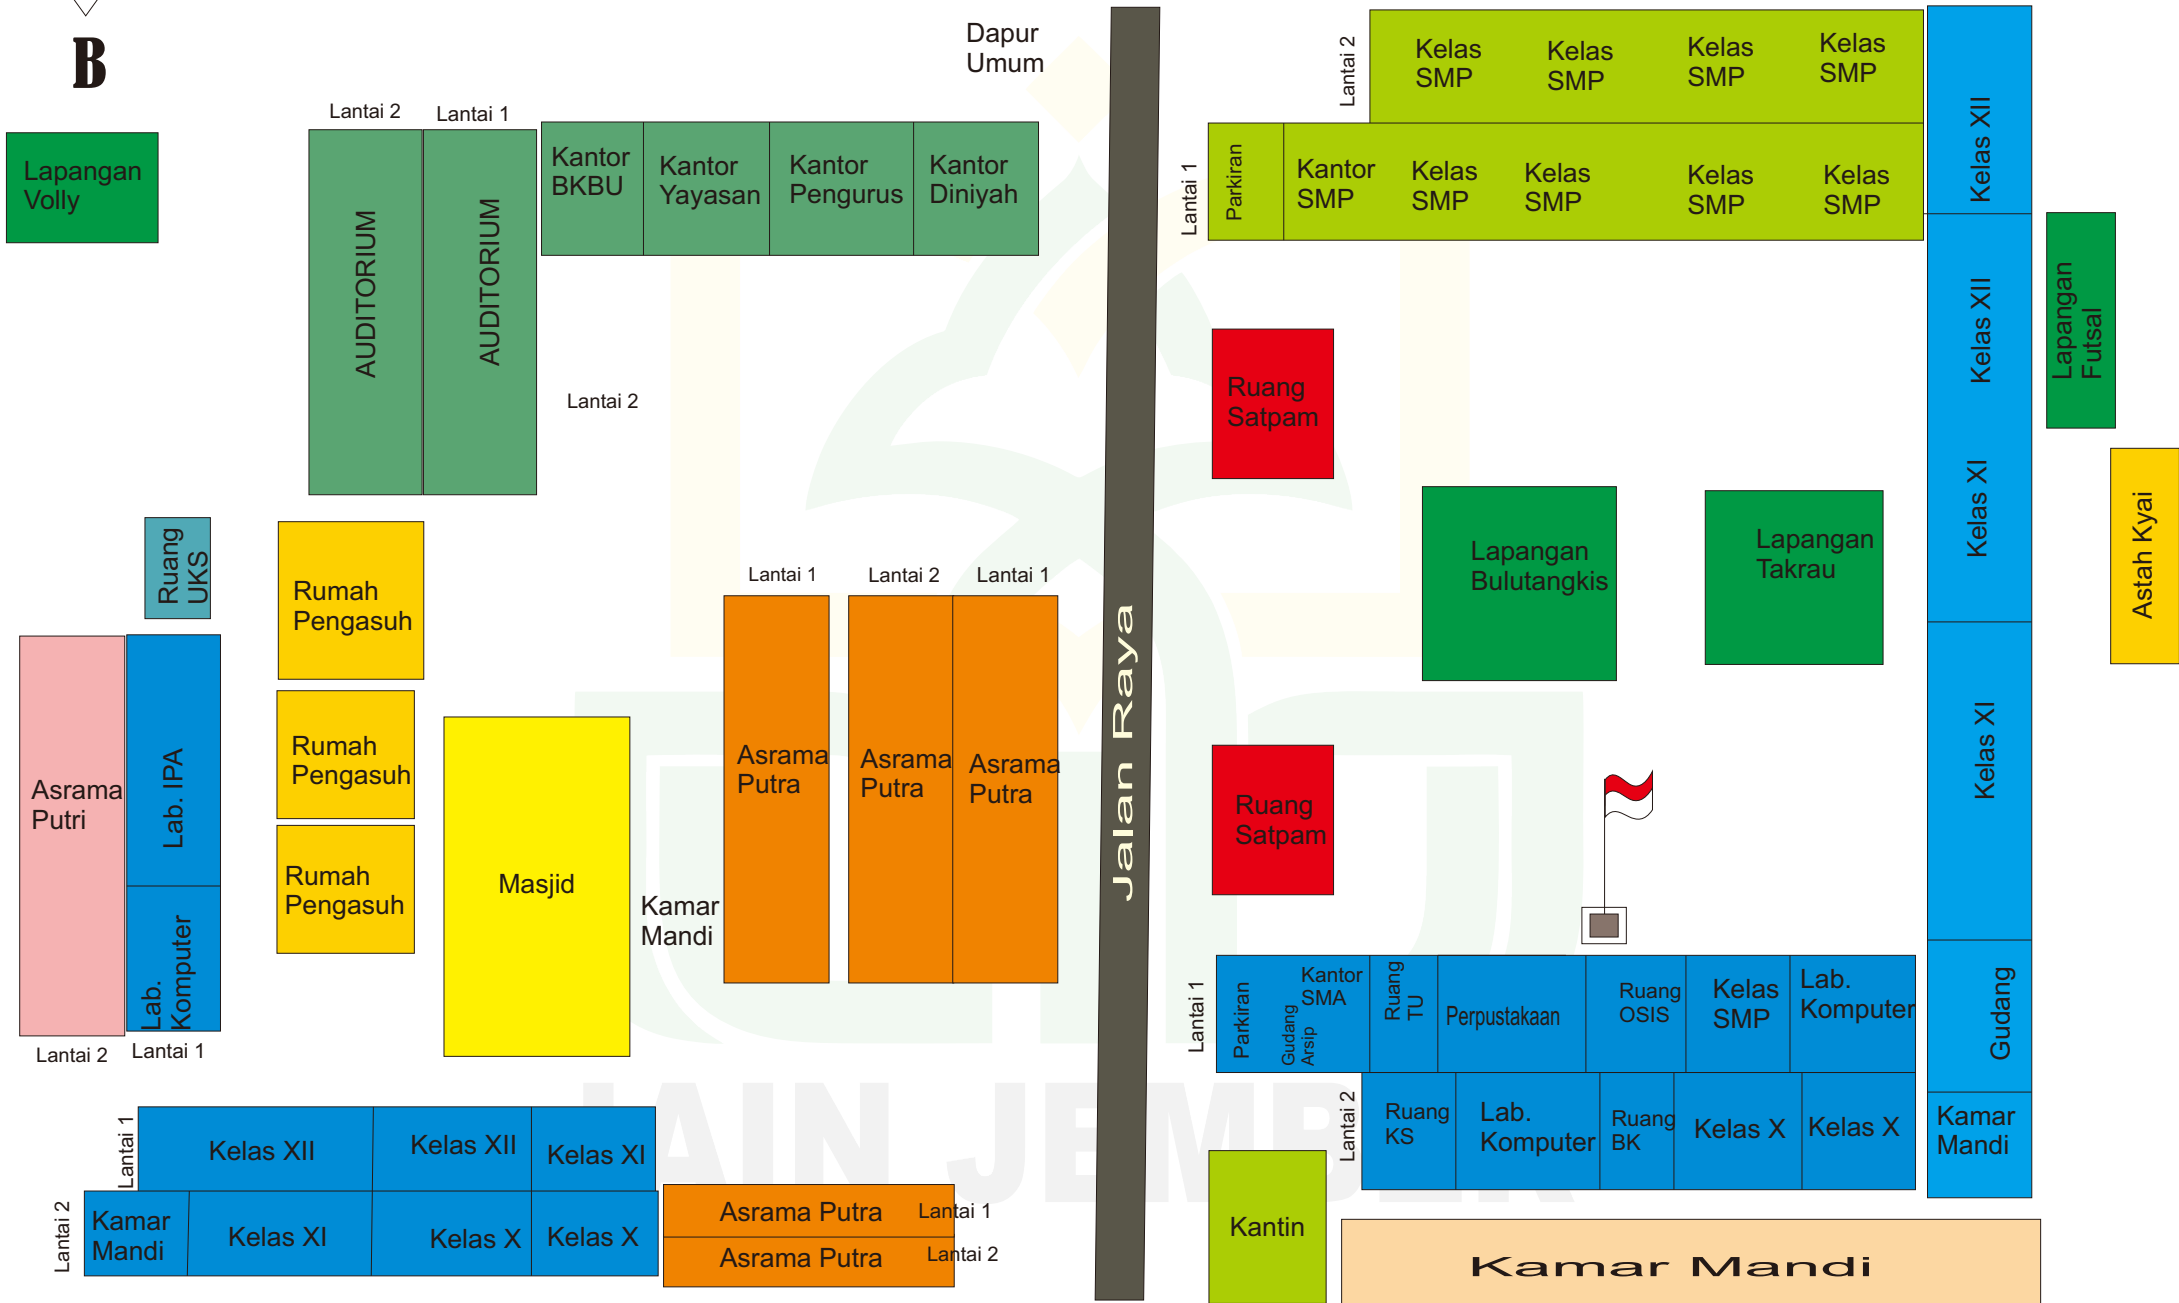 B
Dapur
Umum
Lantai 2
Kelas
SMP
Kelas
SMP
Kelas
SMP
Kelas
SMP
Kelas XII
Lantai 2
Lantai 1
Lapangan
Volly
AUDITORIUM
AUDITORIUM
Kantor
BKBU
Kantor
Yayasan
Kantor
Pengurus
Kantor
Diniyah
Lantai 1
Parkiran
Kantor
SMP
Kelas
SMP
Kelas
SMP
Kelas
SMP
Kelas
SMP
Kelas XII
Lapangan
Futsal
Lantai 2
Ruang
Satpam
Kelas XI
Astah Kyai
Ruang
UKS
Rumah
Pengasuh
Lantai 1
Lantai 2
Lantai 1
Jalan Raya
Lapangan
Bulutangkis
Lapangan
Takrau
Asrama
Putri
Lab. IPA
Rumah
Pengasuh
Asrama
Putra
Asrama
Putra
Asrama
Putra
Ruang
Satpam
Kelas XI
Lab.
Komputer
Rumah
Pengasuh
Masjid
Kamar
Mandi
Lantai 2
Lantai 1
Lantai 1
Parkiran
Gudang
Arsip
Kantor
SMA
Ruang
TU
Perpustakaan
Ruang
OSIS
Kelas
SMP
Lab.
Komputer
Gudang
Lantai 1
Kelas XII
Kelas XII
Kelas XI
IAIN JEMBER
Lantai 2
Ruang
KS
Lab.
Komputer
Ruang
BK
Kelas X
Kelas X
Kamar
Mandi
Lantai 2
Kamar
Mandi
Kelas XI
Kelas X
Kelas X
Asrama Putra
Lantai 1
Asrama Putra
Lantai 2
Kantin
Kamar Mandi